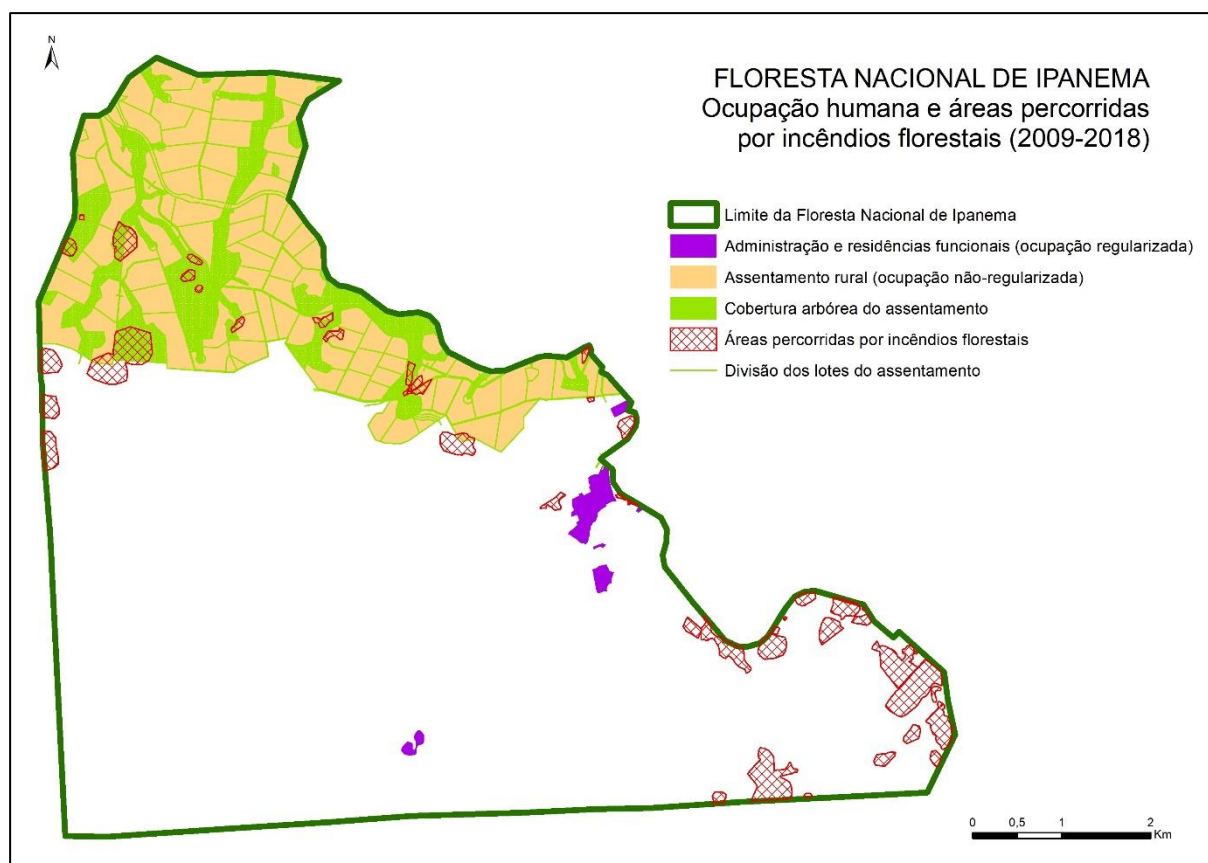 N
FLORESTA NACIONAL DE IPANEMA
Ocupação humana e áreas percorridas
por incêndios florestais (2009-2018)
Limite da Floresta Nacional de Ipanema
Administração e residências funcionais (ocupação regularizada)
Assentamento rural (ocupação não-regularizada)
Cobertura arbórea do assentamento
Áreas percorridas por incêndios florestais
Divisão dos lotes do assentamento
0 0,5 1 2
Km